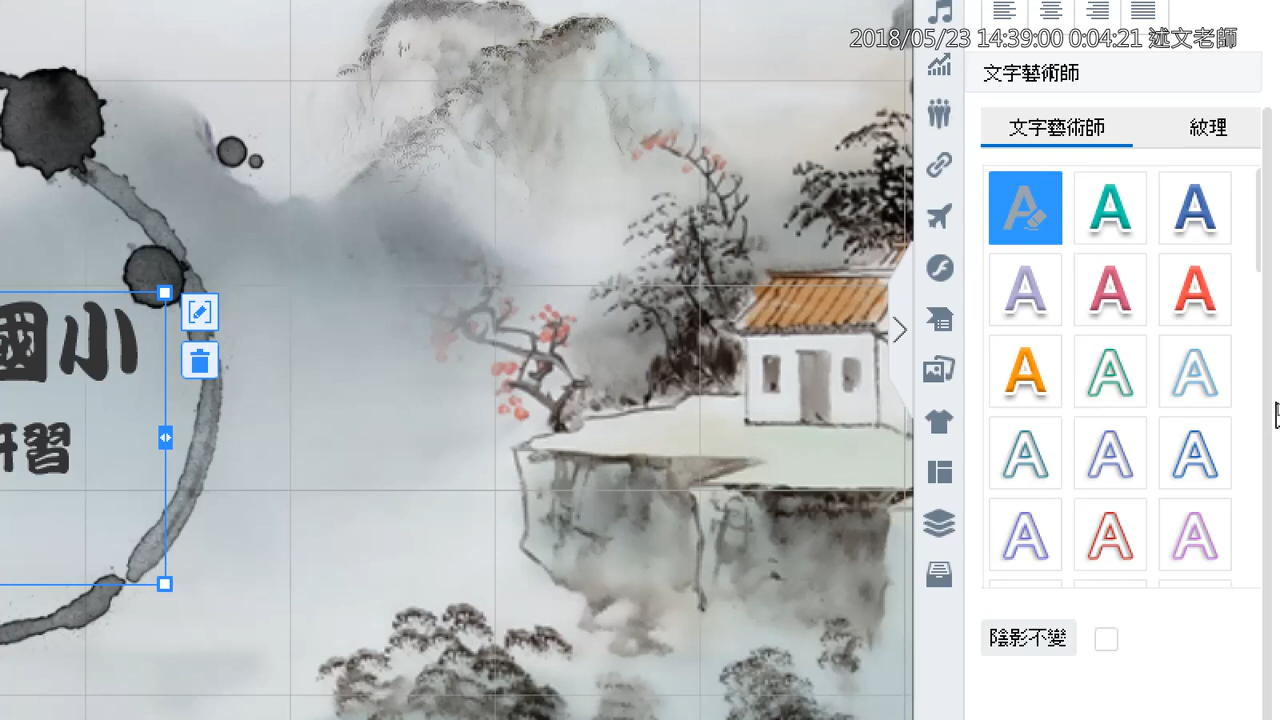 2018/05/23 14:39:00 0:04:21 述文老師
文字藝術師
文字藝術師 紋理
國小
研習
陰影不變